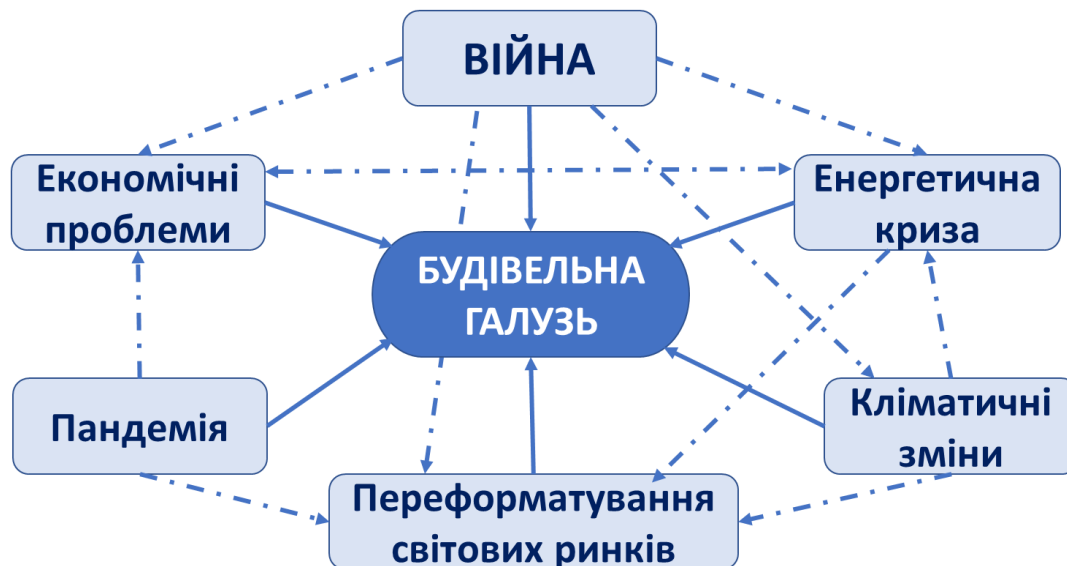 ВІЙНА
Економічні
проблеми
Енергетична
криза
БУДІВЕЛЬНА
ГАЛУЗЬ
Пандемія
Кліматичні
зміни
Переформатування
світових ринків